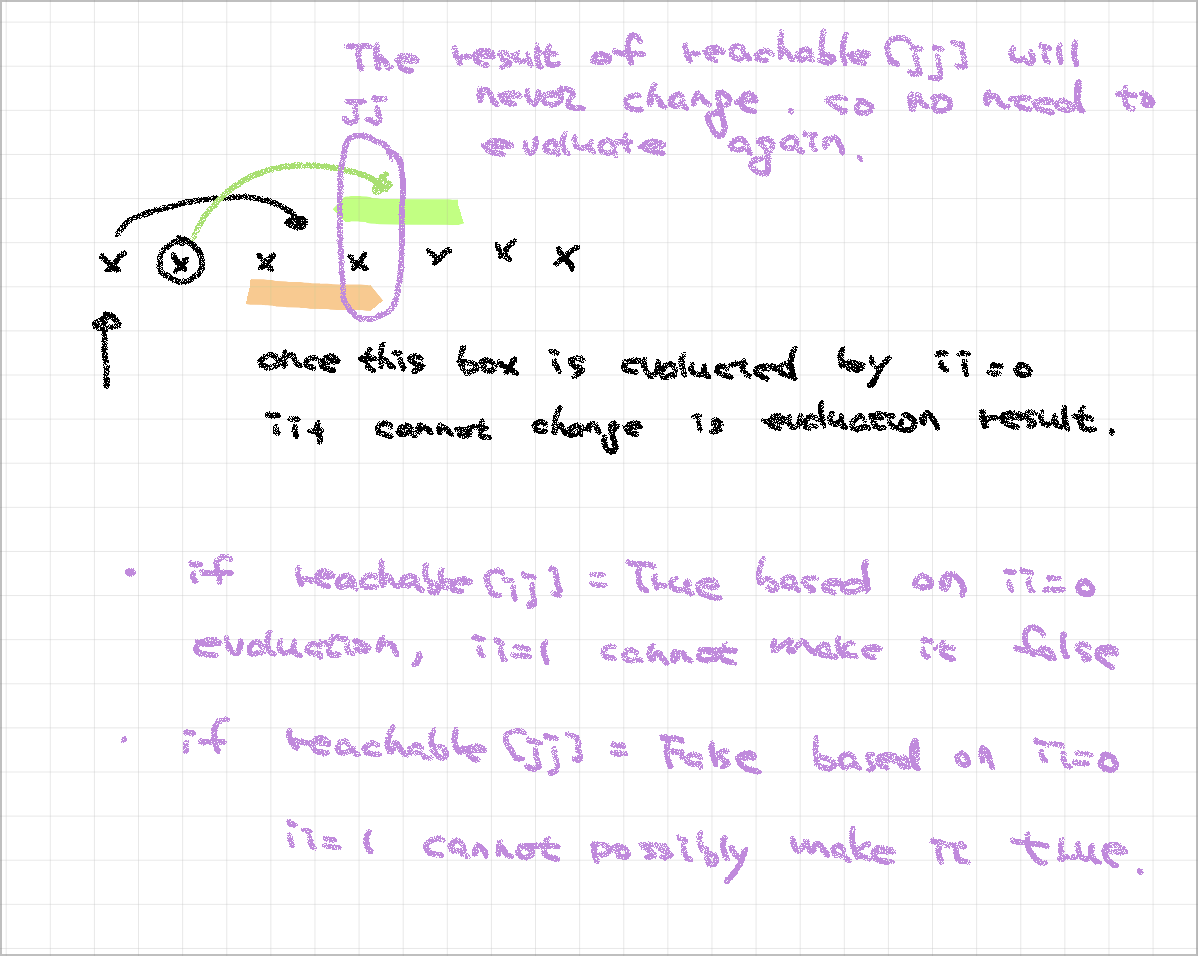 The result of reachable [jj] will
JJ never change. so no need to
evaluate again.
x x x x x x x
once this box is evaluated by ii=0
ii+ cannot change is evaluation result.
• if reachable [jj] = True based on ii=0
evaluation, ii=1 cannot make it false
• if reachable [jj] = False based on ii=0
ii=1 cannot possibly make it true.